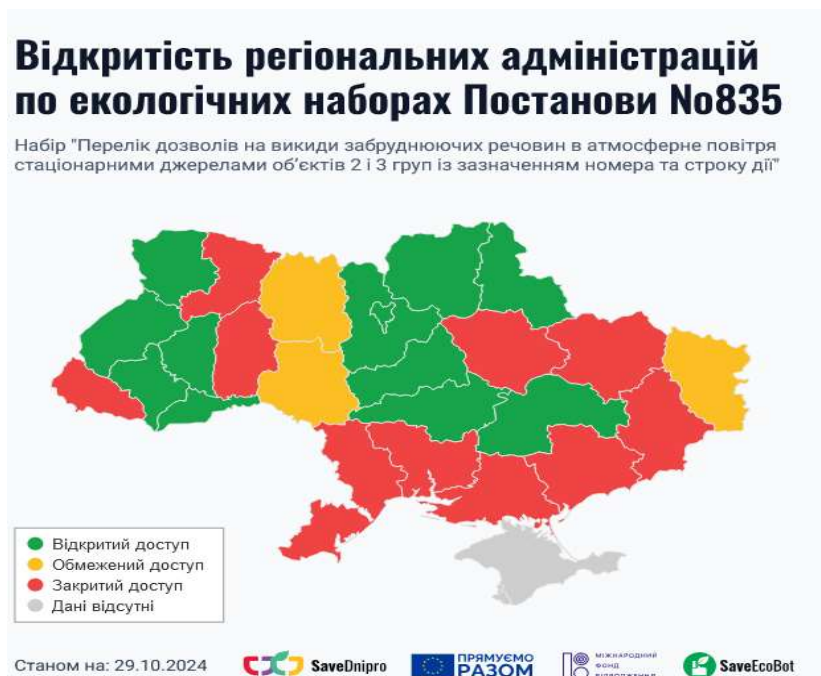 Відкритість регіональних адміністрацій
по екологічних наборах Постанови No835
Набір "Перелік дозволів на викиди забруднюючих речовин в атмосферне повітря
стаціонарними джерелами об'єктів 2 і 3 груп із зазначенням номера та строку дії"
Відкритий доступ
Обмежений доступ
Закритий доступ
Дані відсутні
Станом на: 29.10.2024
SaveDnipro
ПРЯМУЄМО
РАЗОМ
МІЖНАРОДНИЙ
ФОНД
SaveEcoBot